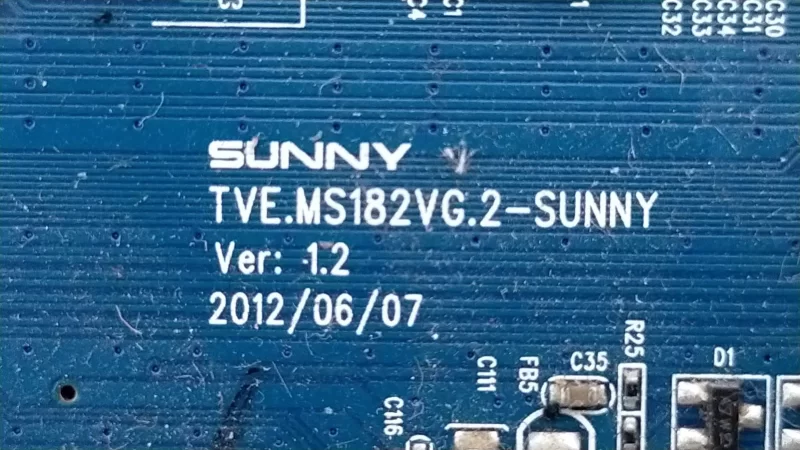 C4
C1
C32
C33
C34
C31
C30
SUNNY
TVE.MS182VG.2-SUNNY
Ver: 1.2
2012/06/07
R25
C111
FB5
C35
D1
C116